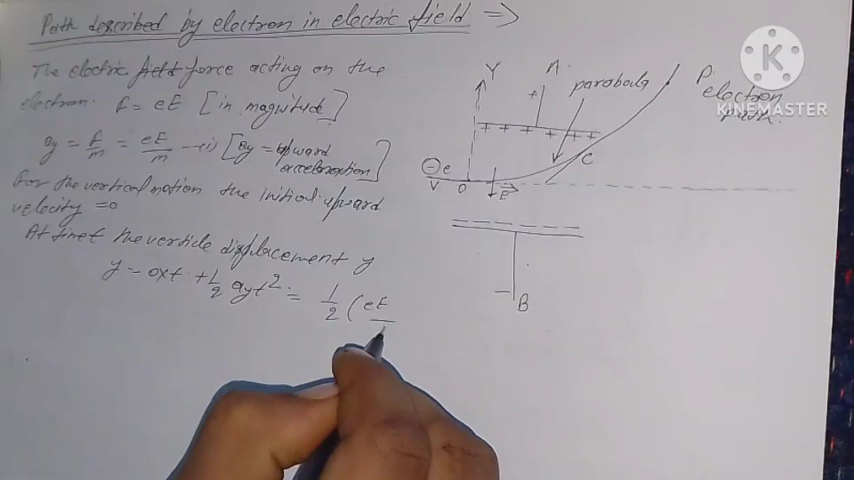 Path described by electron in electric field ⇒
The electric field force acting on the
electron. F = eE [in magnitude]
ay = F/m = eE/m —(i) [ay = upward
acceleration]
For the vertical motion the initial upward
velocity = 0
At time t the verticle displacement y
y = 0xt + 1/2 ayt² = 1/2 (eE
Y
A
+
parabola
P
electron
path.
+ + + + + + +
C
⊖ e
V
O
E
B
K
KINEMASTER